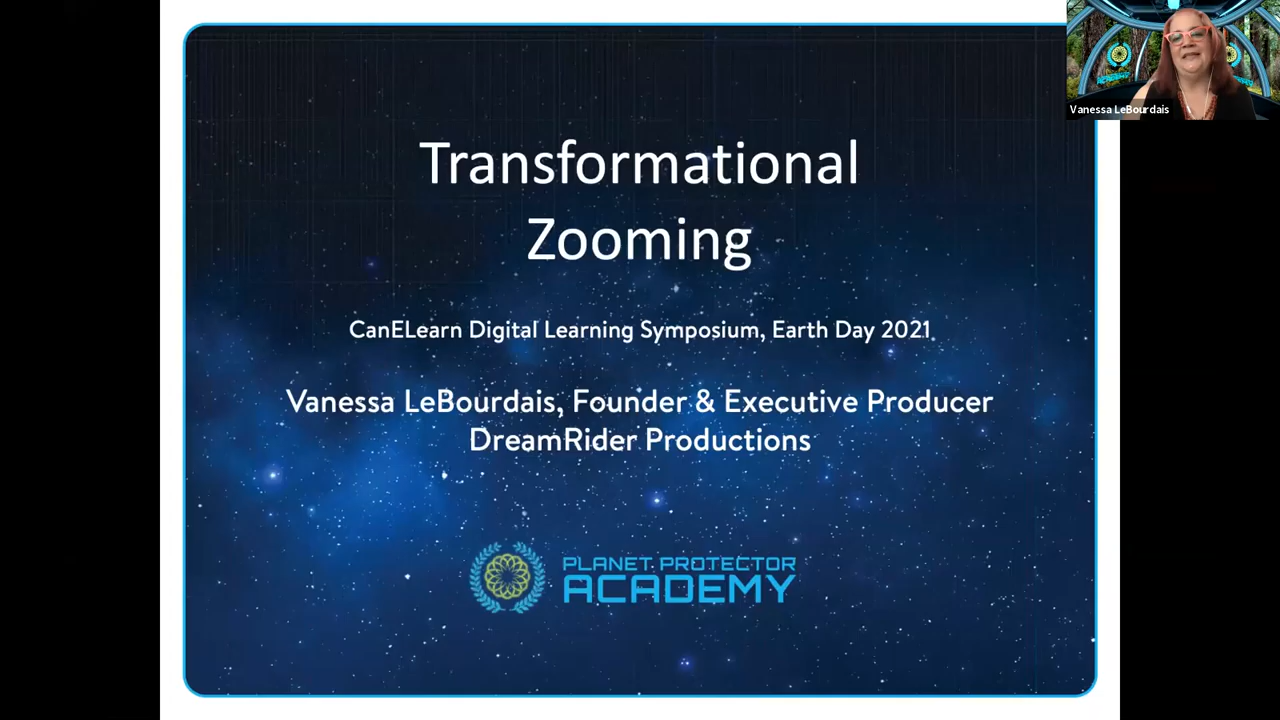 Transformational
Zooming
CanELearn Digital Learning Symposium, Earth Day 2021
Vanessa LeBourdais, Founder & Executive Producer
DreamRider Productions
PLANET PROTECTOR
ACADEMY
Vanessa LeBourdais